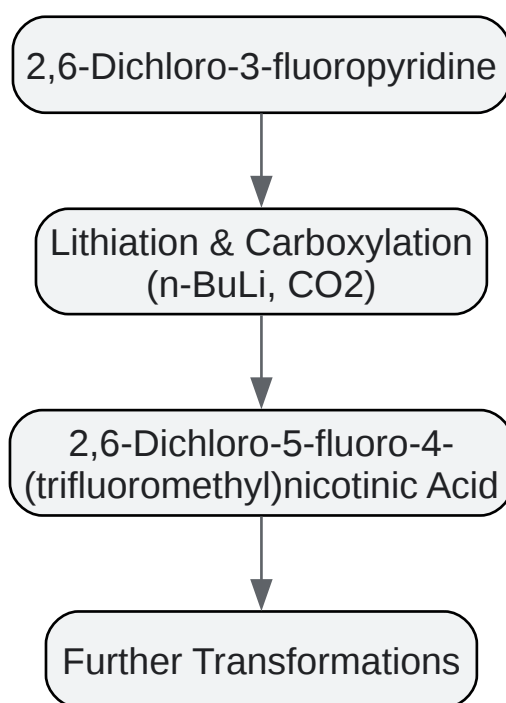 2,6-Dichloro-3-fluoropyridine
Lithiation & Carboxylation
(n-BuLi, CO2)
2,6-Dichloro-5-fluoro-4-
(trifluoromethyl)nicotinic Acid
Further Transformations